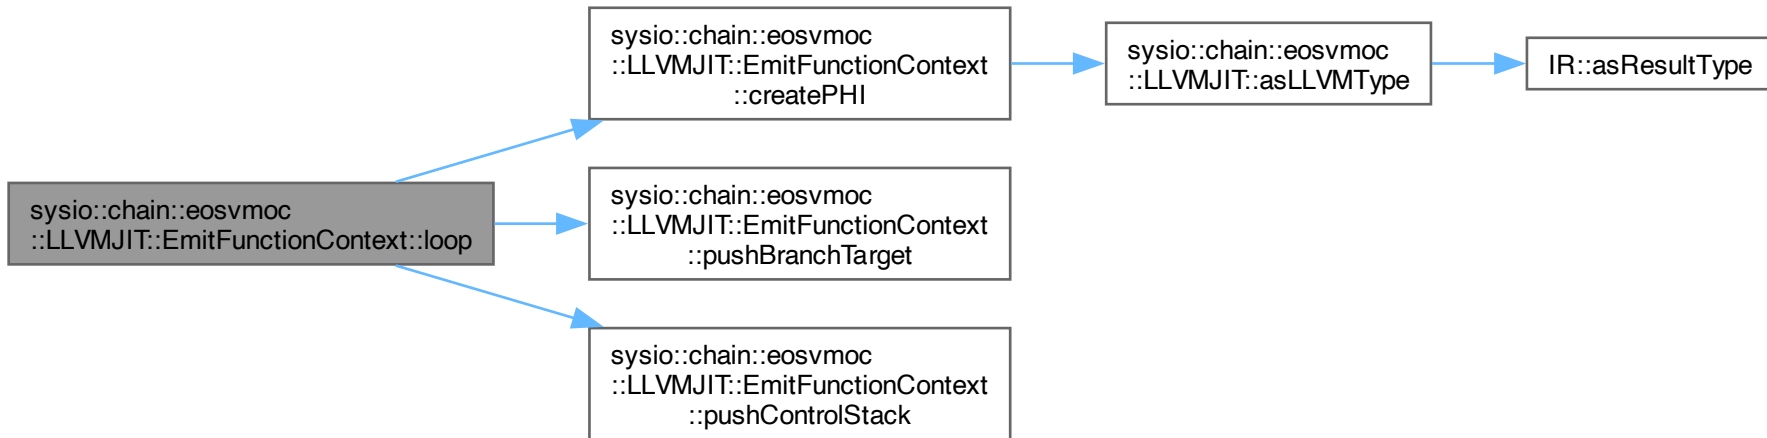 sysio::chain::eosvmoc
::LLVMJIT::EmitFunctionContext::loop
sysio::chain::eosvmoc
::LLVMJIT::EmitFunctionContext
::createPHI
sysio::chain::eosvmoc
::LLVMJIT::asLLVMType
IR::asResultType
sysio::chain::eosvmoc
::LLVMJIT::EmitFunctionContext
::pushBranchTarget
sysio::chain::eosvmoc
::LLVMJIT::EmitFunctionContext
::pushControlStack